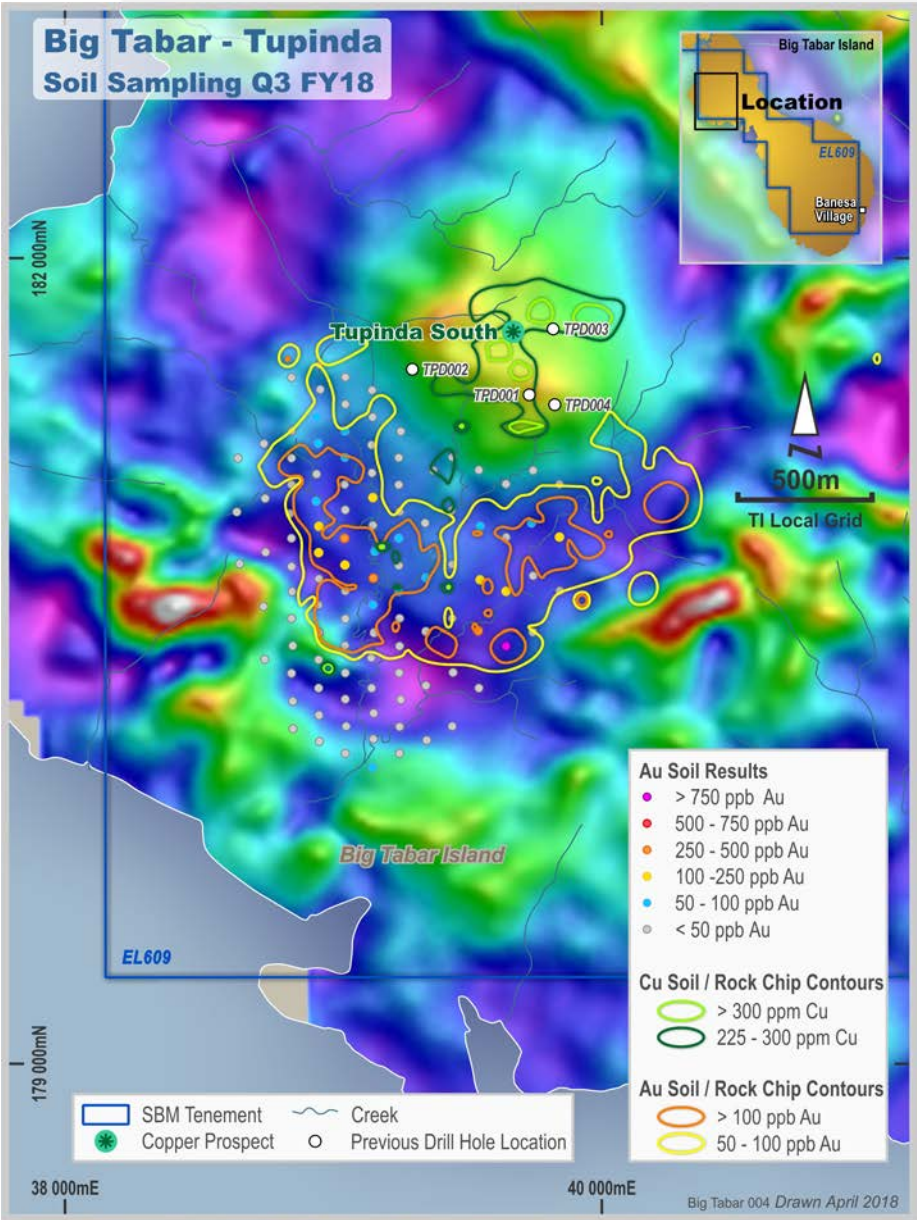 Big Tabar - Tupinda
Soil Sampling Q3 FY18
Big Tabar Island
Location
EL609
Banesa
Village
182 000mN
Tupinda South
TPD003
TPD002
TPD001
TPD004
N
500m
TI Local Grid
Big Tabar Island
EL609
179 000mN
Au Soil Results
> 750 ppb Au
500 - 750 ppb Au
250 - 500 ppb Au
100 -250 ppb Au
50 - 100 ppb Au
< 50 ppb Au
Cu Soil / Rock Chip Contours
> 300 ppm Cu
225 - 300 ppm Cu
Au Soil / Rock Chip Contours
> 100 ppb Au
50 - 100 ppb Au
SBM Tenement
Creek
Copper Prospect
Previous Drill Hole Location
38 000mE
40 000mE
Big Tabar 004 Drawn April 2018